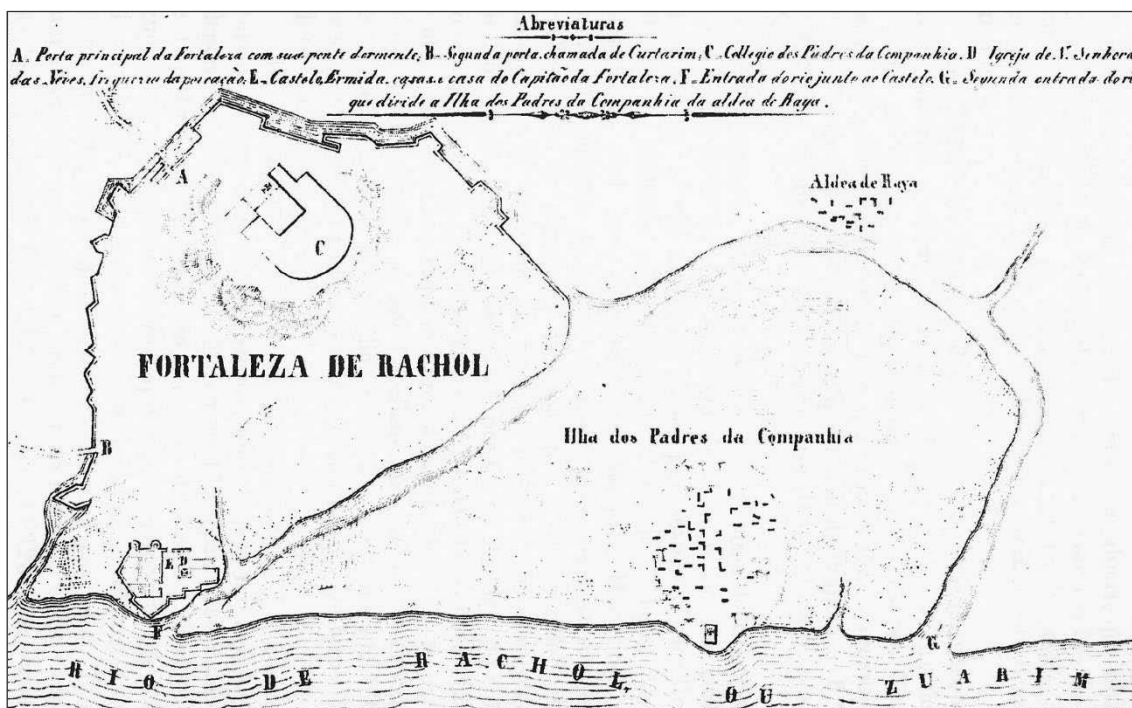 Abreviaturas
A. Porta principal da Fortaleza com sua ponte dormente, B. Segunda porta, chamada de Curtarim, C. Collegio dos Padres da Companhia. D Igreja de N. Senhora
das Neves, freguezia da povoação, E. Castelo, Ermida, casas, e casa do Capitão da Fortaleza, F. Entrada do rio junto ao Castelo. G. Segunda entrada do ri
que divide a Ilha dos Padres da Companhia da aldea de Raya.
A
Aldea de Raya
C
FORTALEZA DE RACHOL
Ilha dos Padres da Companhia
B
E D
F
G
RIO DE RACHOL, OU ZUARIM